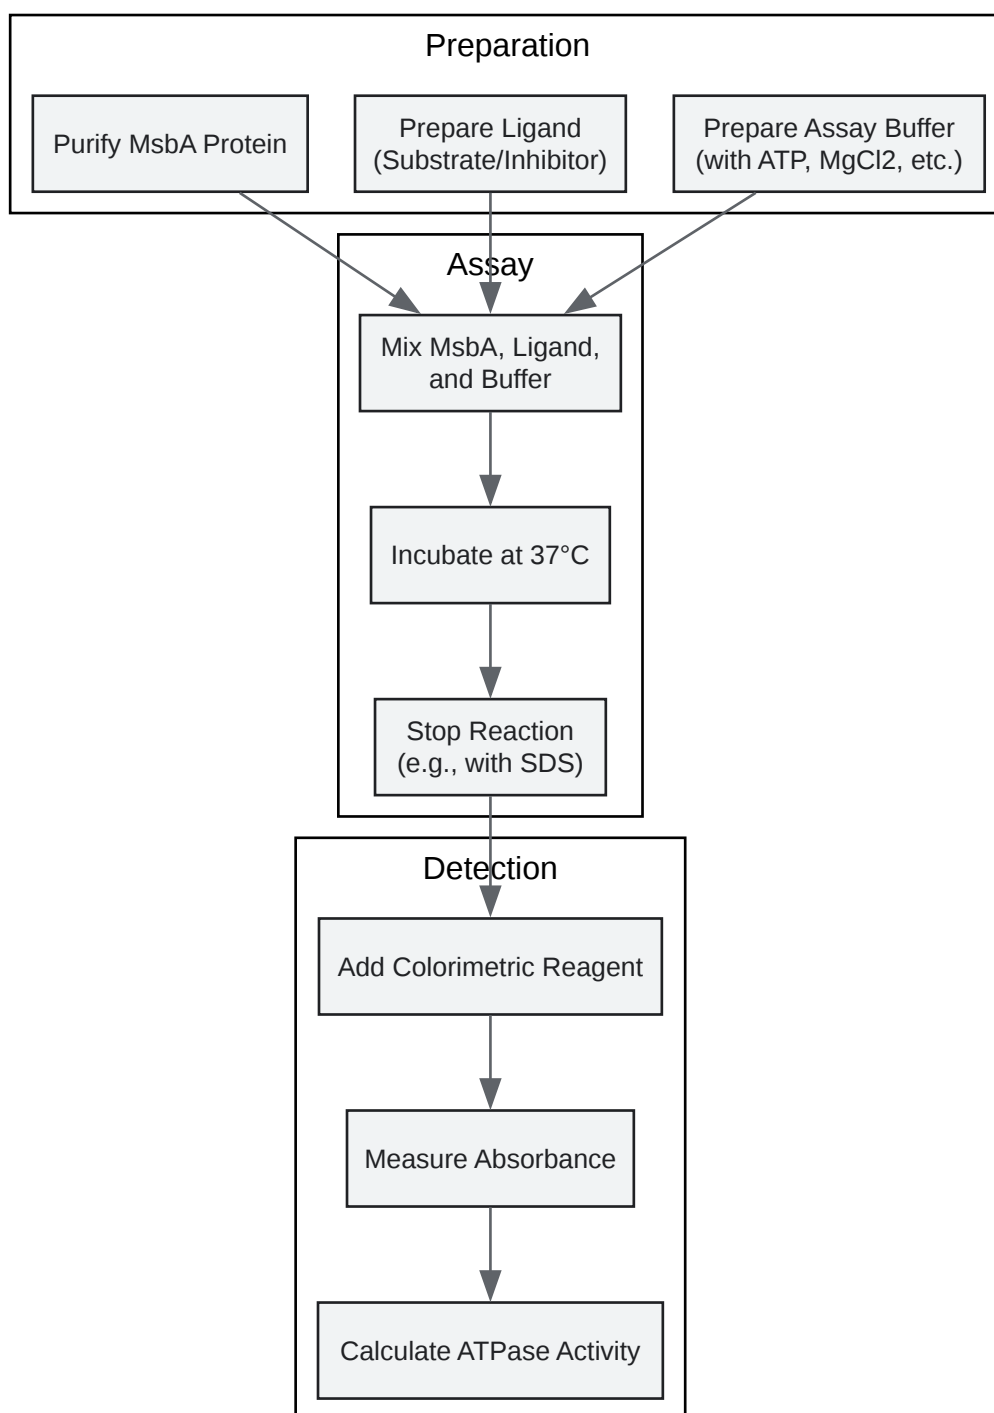 Preparation
Purify MsbA Protein
Prepare Ligand
(Substrate/Inhibitor)
Prepare Assay Buffer
(with ATP, MgCl2, etc.)
Assay
Mix MsbA, Ligand,
and Buffer
Incubate at 37°C
Stop Reaction
(e.g., with SDS)
Detection
Add Colorimetric Reagent
Measure Absorbance
Calculate ATPase Activity